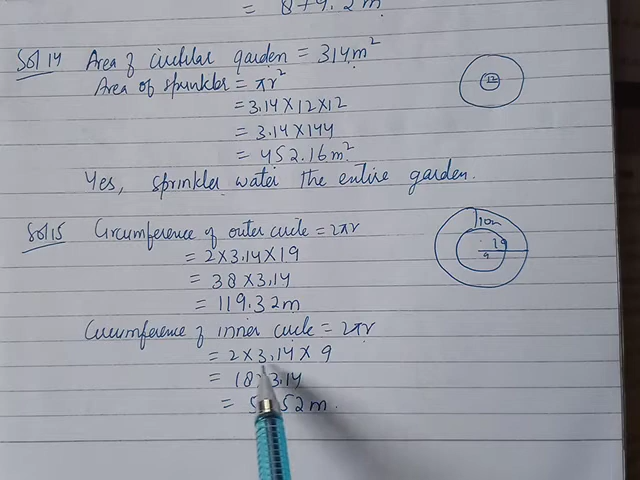 = 879.2 m
Sol 14 Area of circular garden = 314m²
Area of sprinkler = πr²
= 3.14 × 12 × 12
= 3.14 × 144
= 452.16 m²
12
Yes, sprinkler water the entire garden.
Sol 15 Circumference of outer circle = 2πr
= 2 × 3.14 × 19
= 38 × 3.14
= 119.32 m
10m
19
9
Circumference of inner circle = 2πr
= 2 × 3.14 × 9
= 18 × 3.14
= 52 m.